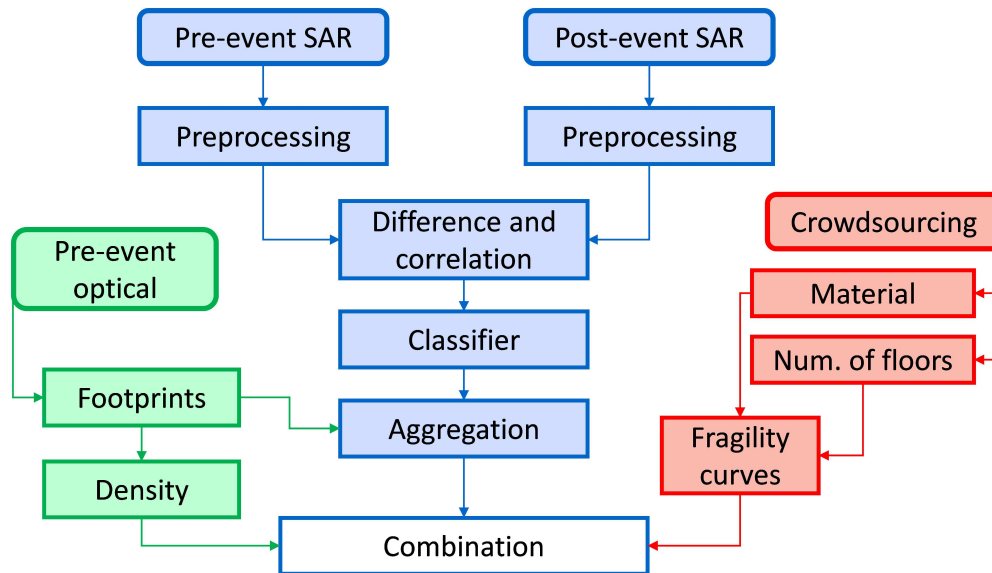 Pre-event SAR
Post-event SAR
Preprocessing
Preprocessing
Difference and
correlation
Crowdsourcing
Pre-event
optical
Material
Classifier
Num. of floors
Footprints
Aggregation
Fragility
curves
Density
Combination